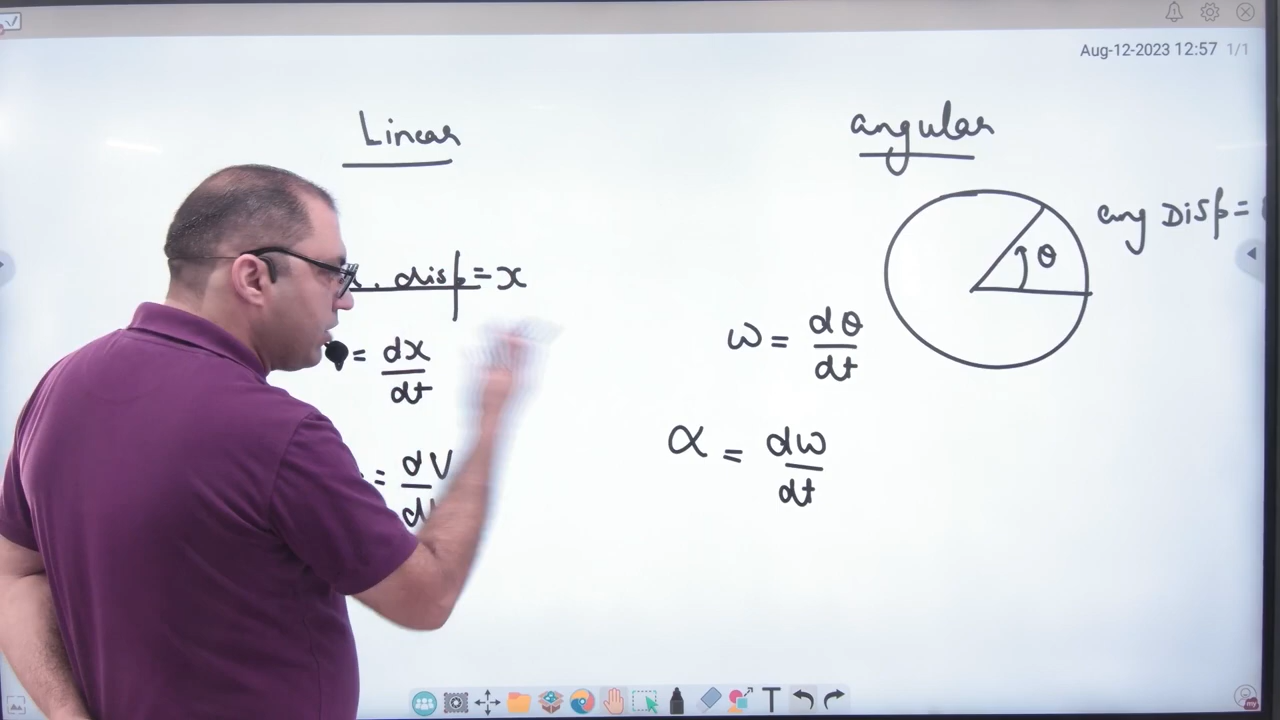 Aug-12-2023 12:57 1/1
Linear
angular
disp = x
ang Disp =
θ
= dx/dt
ω = dθ/dt
= dV
α = dω/dt
T
my